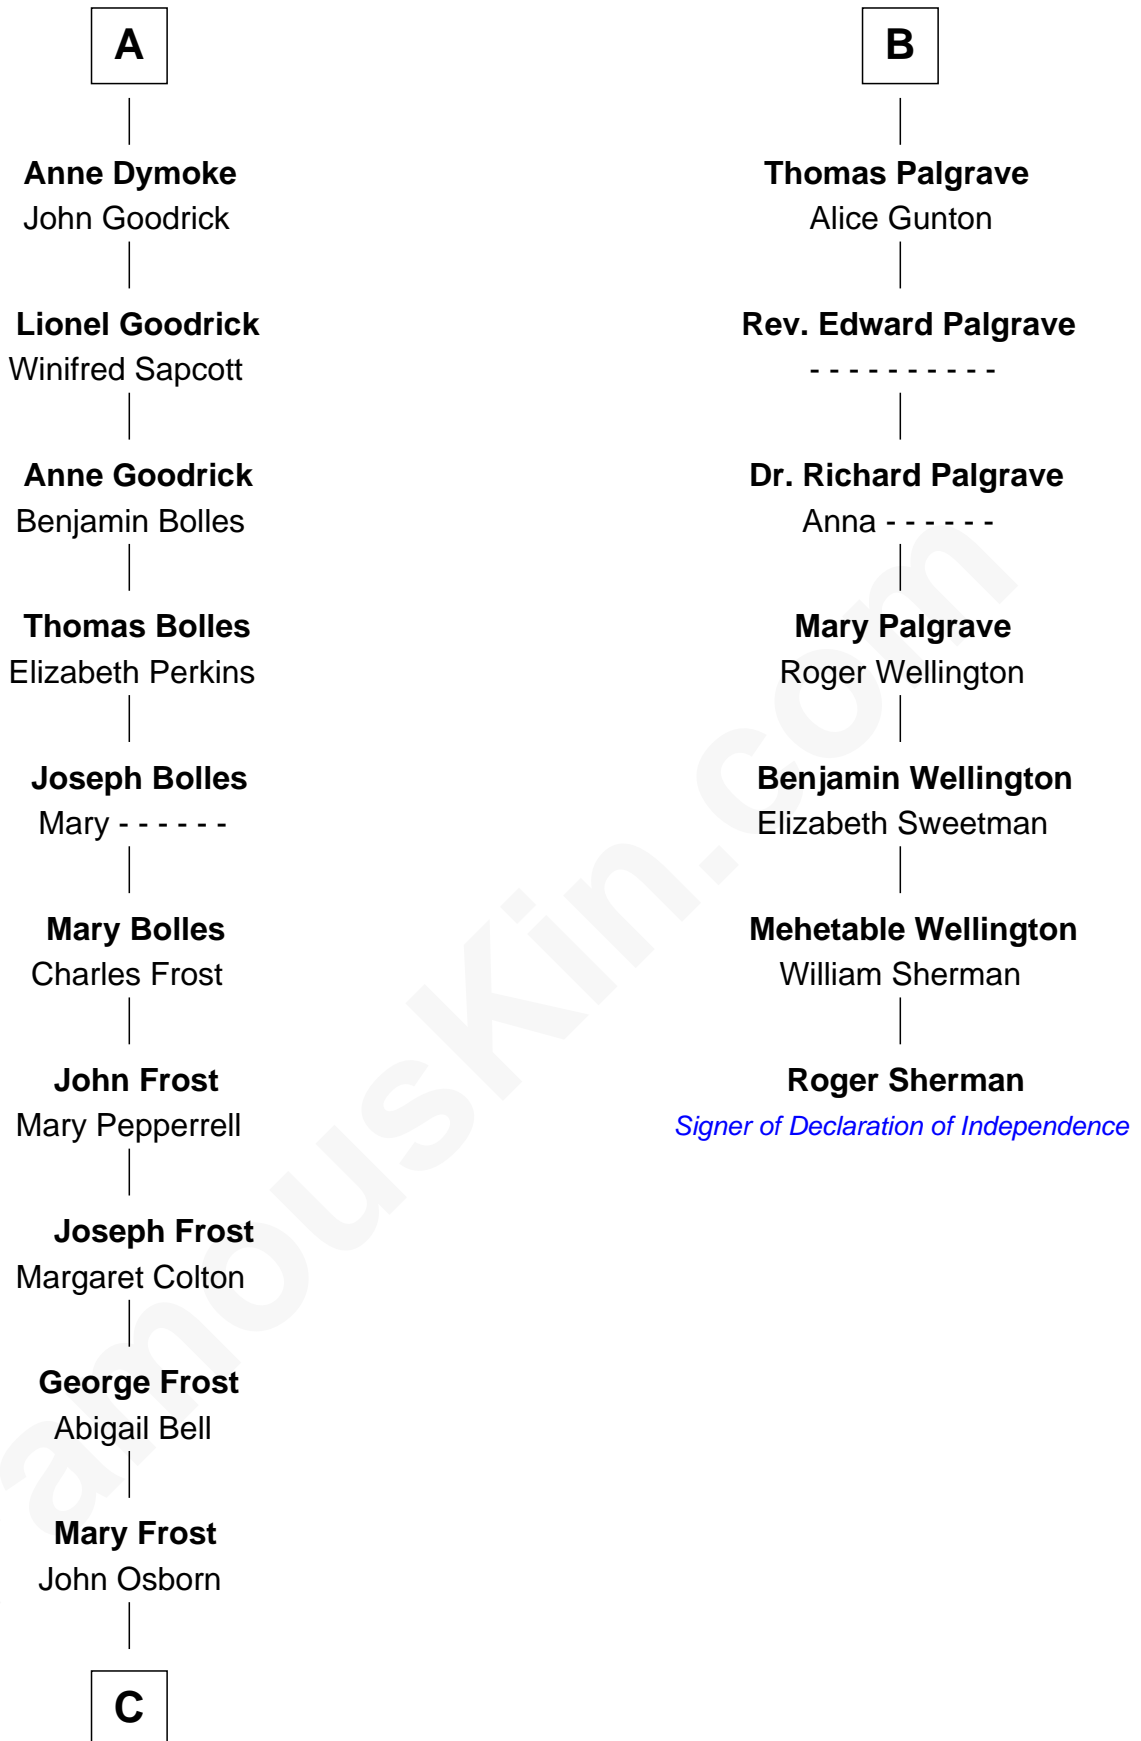 A
Anne Dymoke
John Goodrick
Lionel Goodrick
Winifred Sapcott
Anne Goodrick
Benjamin Bolles
Thomas Bolles
Elizabeth Perkins
Joseph Bolles
Mary - - - - - -
Mary Bolles
Charles Frost
John Frost
Mary Pepperrell
Joseph Frost
Margaret Colton
George Frost
Abigail Bell
Mary Frost
John Osborn
C
B
Thomas Palgrave
Alice Gunton
Rev. Edward Palgrave
- - - - - - - - - -
Dr. Richard Palgrave
Anna - - - - - -
Mary Palgrave
Roger Wellington
Benjamin Wellington
Elizabeth Sweetman
Mehetable Wellington
William Sherman
Roger Sherman
Signer of Declaration of Independence
amousKin.com